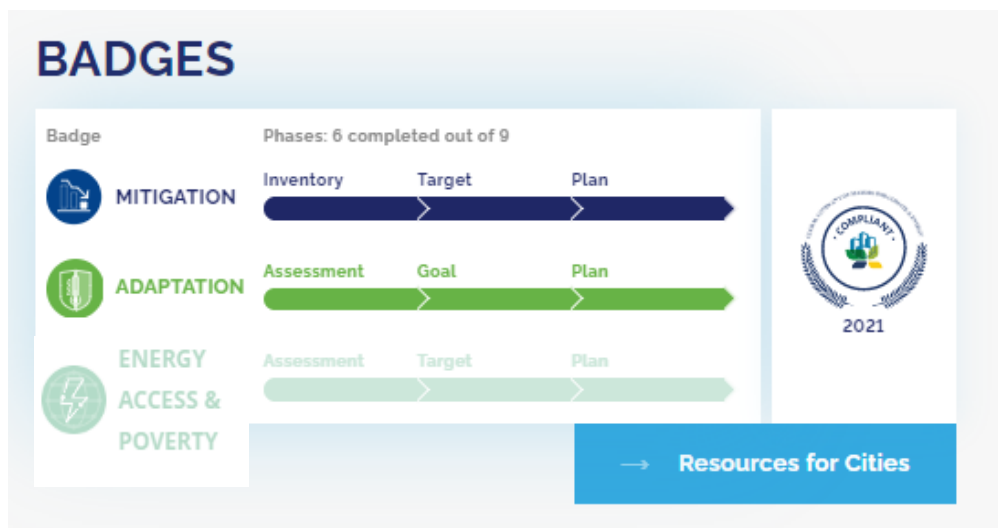 BADGES
Badge
Phases: 6 completed out of 9
MITIGATION
Inventory
Target
Plan
ADAPTATION
Assessment
Goal
Plan
ENERGY
ACCESS &
POVERTY
Assessment
Target
Plan
· COMPLIANT ·
2021
→ Resources for Cities